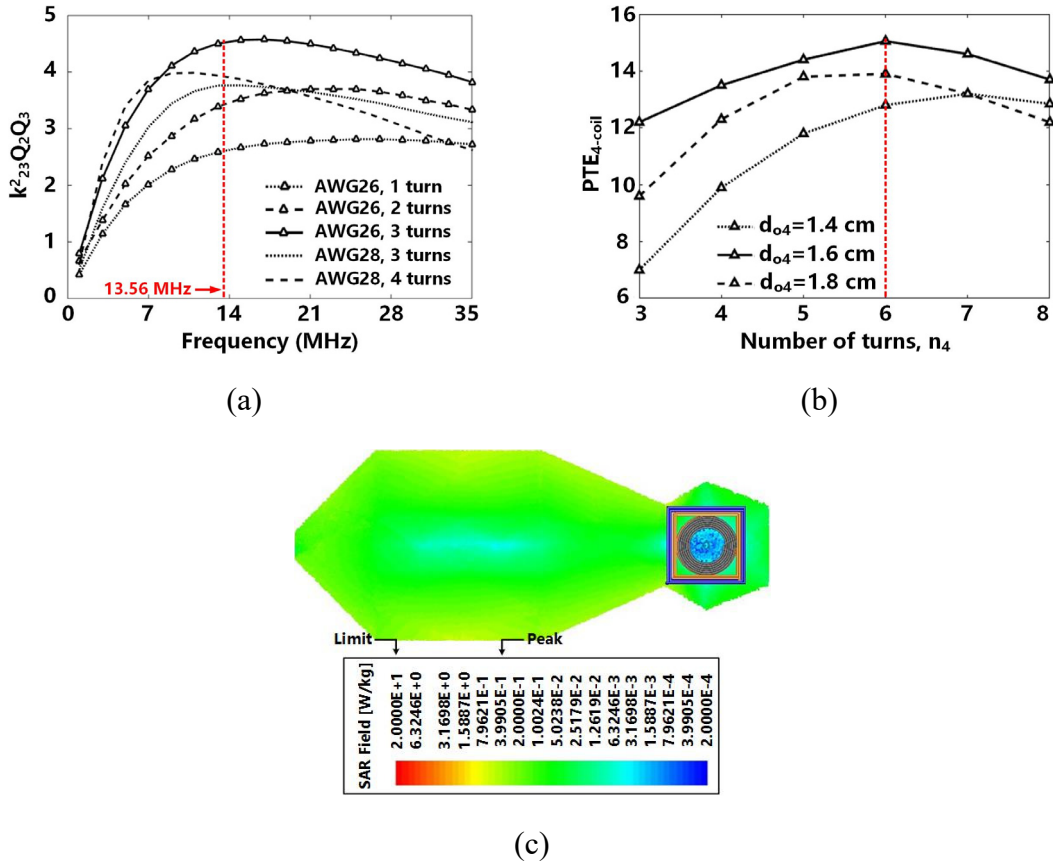 5
4
3
2
1
0
k²₂₃Q₂Q₃
AWG26, 1 turn
AWG26, 2 turns
AWG26, 3 turns
AWG28, 3 turns
AWG28, 4 turns
13.56 MHz
0 7 14 21 28 35
Frequency (MHz)
(a)
16
14
12
10
8
6
PTE₄₋coil
dₒ₄=1.4 cm
dₒ₄=1.6 cm
dₒ₄=1.8 cm
3 4 5 6 7 8
Number of turns, n₄
(b)
Limit
Peak
SAR Field [W/kg]
2.0000E+1
6.3246E+0
3.1698E+0
1.5887E+0
7.9621E-1
3.9905E-1
2.0000E-1
1.0024E-1
5.0238E-2
2.5179E-2
1.2619E-2
6.3246E-3
3.1698E-3
1.5887E-3
7.9621E-4
3.9905E-4
2.0000E-4
(c)